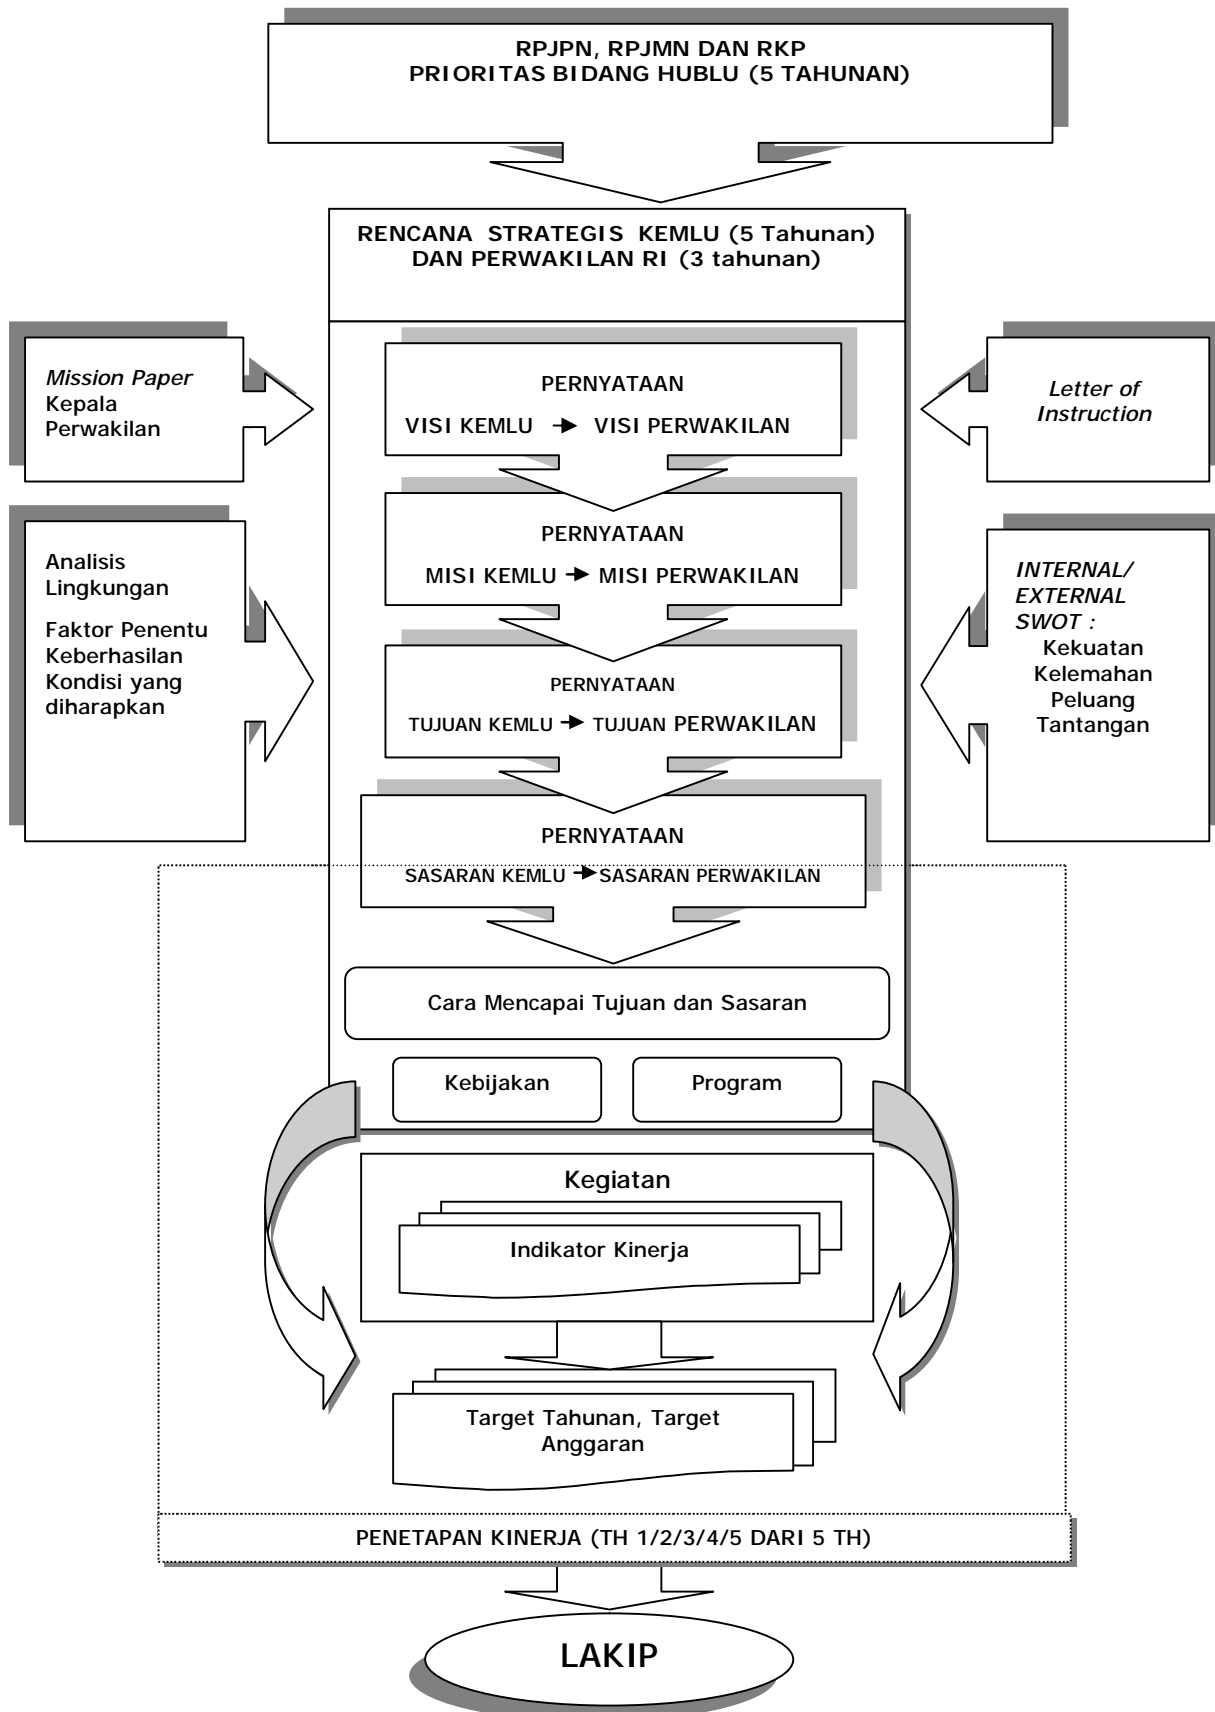 RPJPN, RPJMN DAN RKP
PRIORITAS BIDANG HUBLU (5 TAHUNAN)
RENCANA STRATEGIS KEMLU (5 Tahunan)
DAN PERWAKILAN RI (3 tahunan)
Mission Paper
Kepala
Perwakilan
PERNYATAAN
VISI KEMLU → VISI PERWAKILAN
Letter of
Instruction
PERNYATAAN
MISI KEMLU → MISI PERWAKILAN
Analisis
Lingkungan
Faktor Penentu
Keberhasilan
Kondisi yang
diharapkan
PERNYATAAN
TUJUAN KEMLU → TUJUAN PERWAKILAN
INTERNAL/
EXTERNAL
SWOT :
Kekuatan
Kelemahan
Peluang
Tantangan
PERNYATAAN
SASARAN KEMLU → SASARAN PERWAKILAN
Cara Mencapai Tujuan dan Sasaran
Kebijakan
Program
Kegiatan
Indikator Kinerja
Target Tahunan, Target
Anggaran
PENETAPAN KINERJA (TH 1/2/3/4/5 DARI 5 TH)
LAKIP